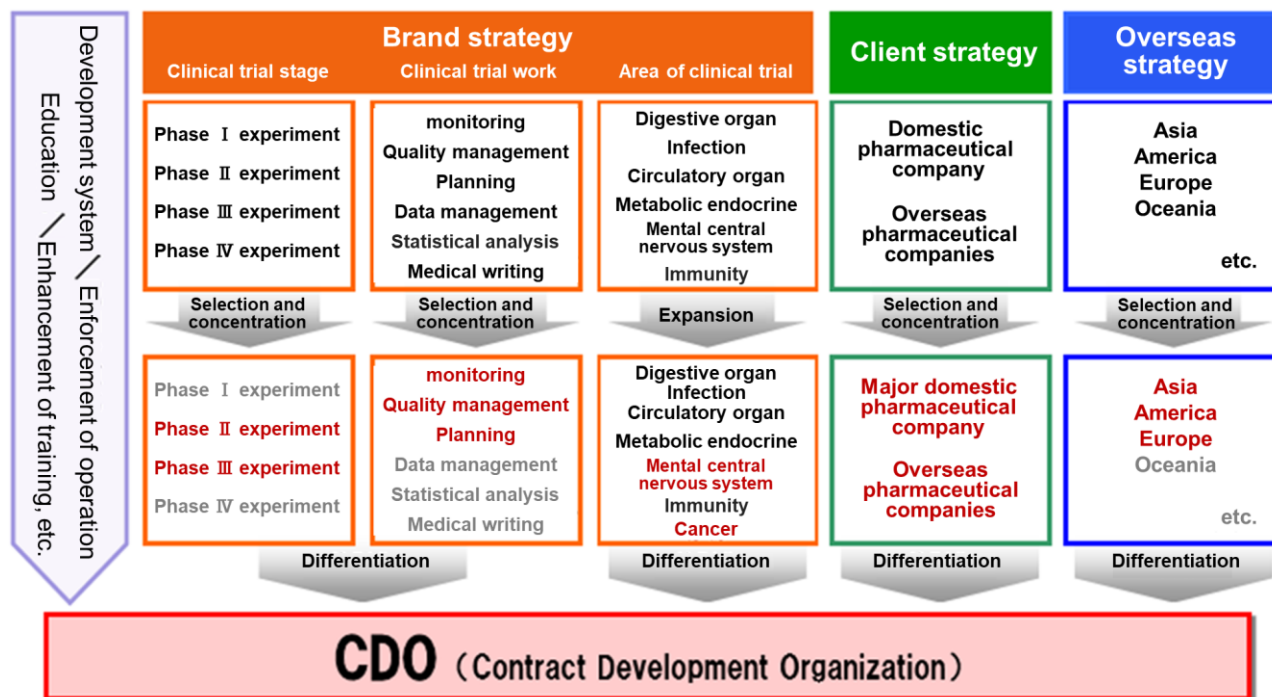 Development system ＼ Enforcement of operation
Education ＼ Enhancement of training, etc.
Brand strategy
Clinical trial stage
Clinical trial work
Area of clinical trial
Client strategy
Overseas
strategy
Phase Ⅰ experiment
Phase Ⅱ experiment
Phase Ⅲ experiment
Phase Ⅳ experiment
monitoring
Quality management
Planning
Data management
Statistical analysis
Medical writing
Digestive organ
Infection
Circulatory organ
Metabolic endocrine
Mental central
nervous system
Immunity
Domestic
pharmaceutical
company
Overseas
pharmaceutical
companies
Asia
America
Europe
Oceania
etc.
Selection and
concentration
Selection and
concentration
Expansion
Selection and
concentration
Selection and
concentration
Phase Ⅰ experiment
Phase Ⅱ experiment
Phase Ⅲ experiment
Phase Ⅳ experiment
monitoring
Quality management
Planning
Data management
Statistical analysis
Medical writing
Digestive organ
Infection
Circulatory organ
Metabolic endocrine
Mental central
nervous system
Immunity
Cancer
Major domestic
pharmaceutical
company
Overseas
pharmaceutical
companies
Asia
America
Europe
Oceania
etc.
Differentiation
Differentiation
Differentiation
Differentiation
CDO（Contract Development Organization）